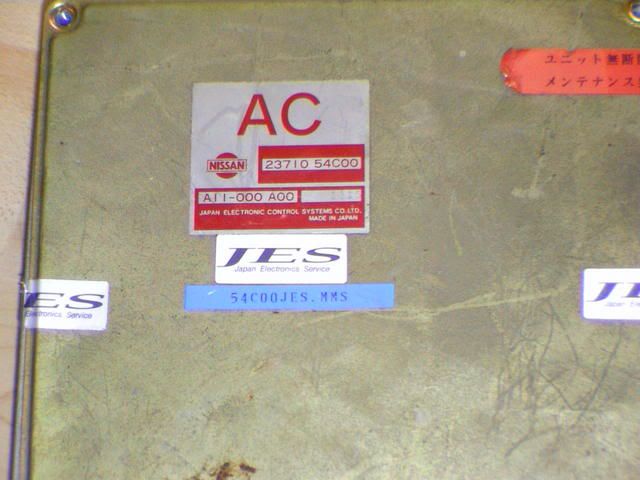 ユニット無断
メンテナンス
AC
NISSAN
23710 54C00
A11-000 A00
JAPAN ELECTRONIC CONTROL SYSTEMS CO.,LTD.
MADE IN JAPAN
JES
Japan Electronics Service
54C00JES.MMS
ES
Electronics Service
JE
Japan E